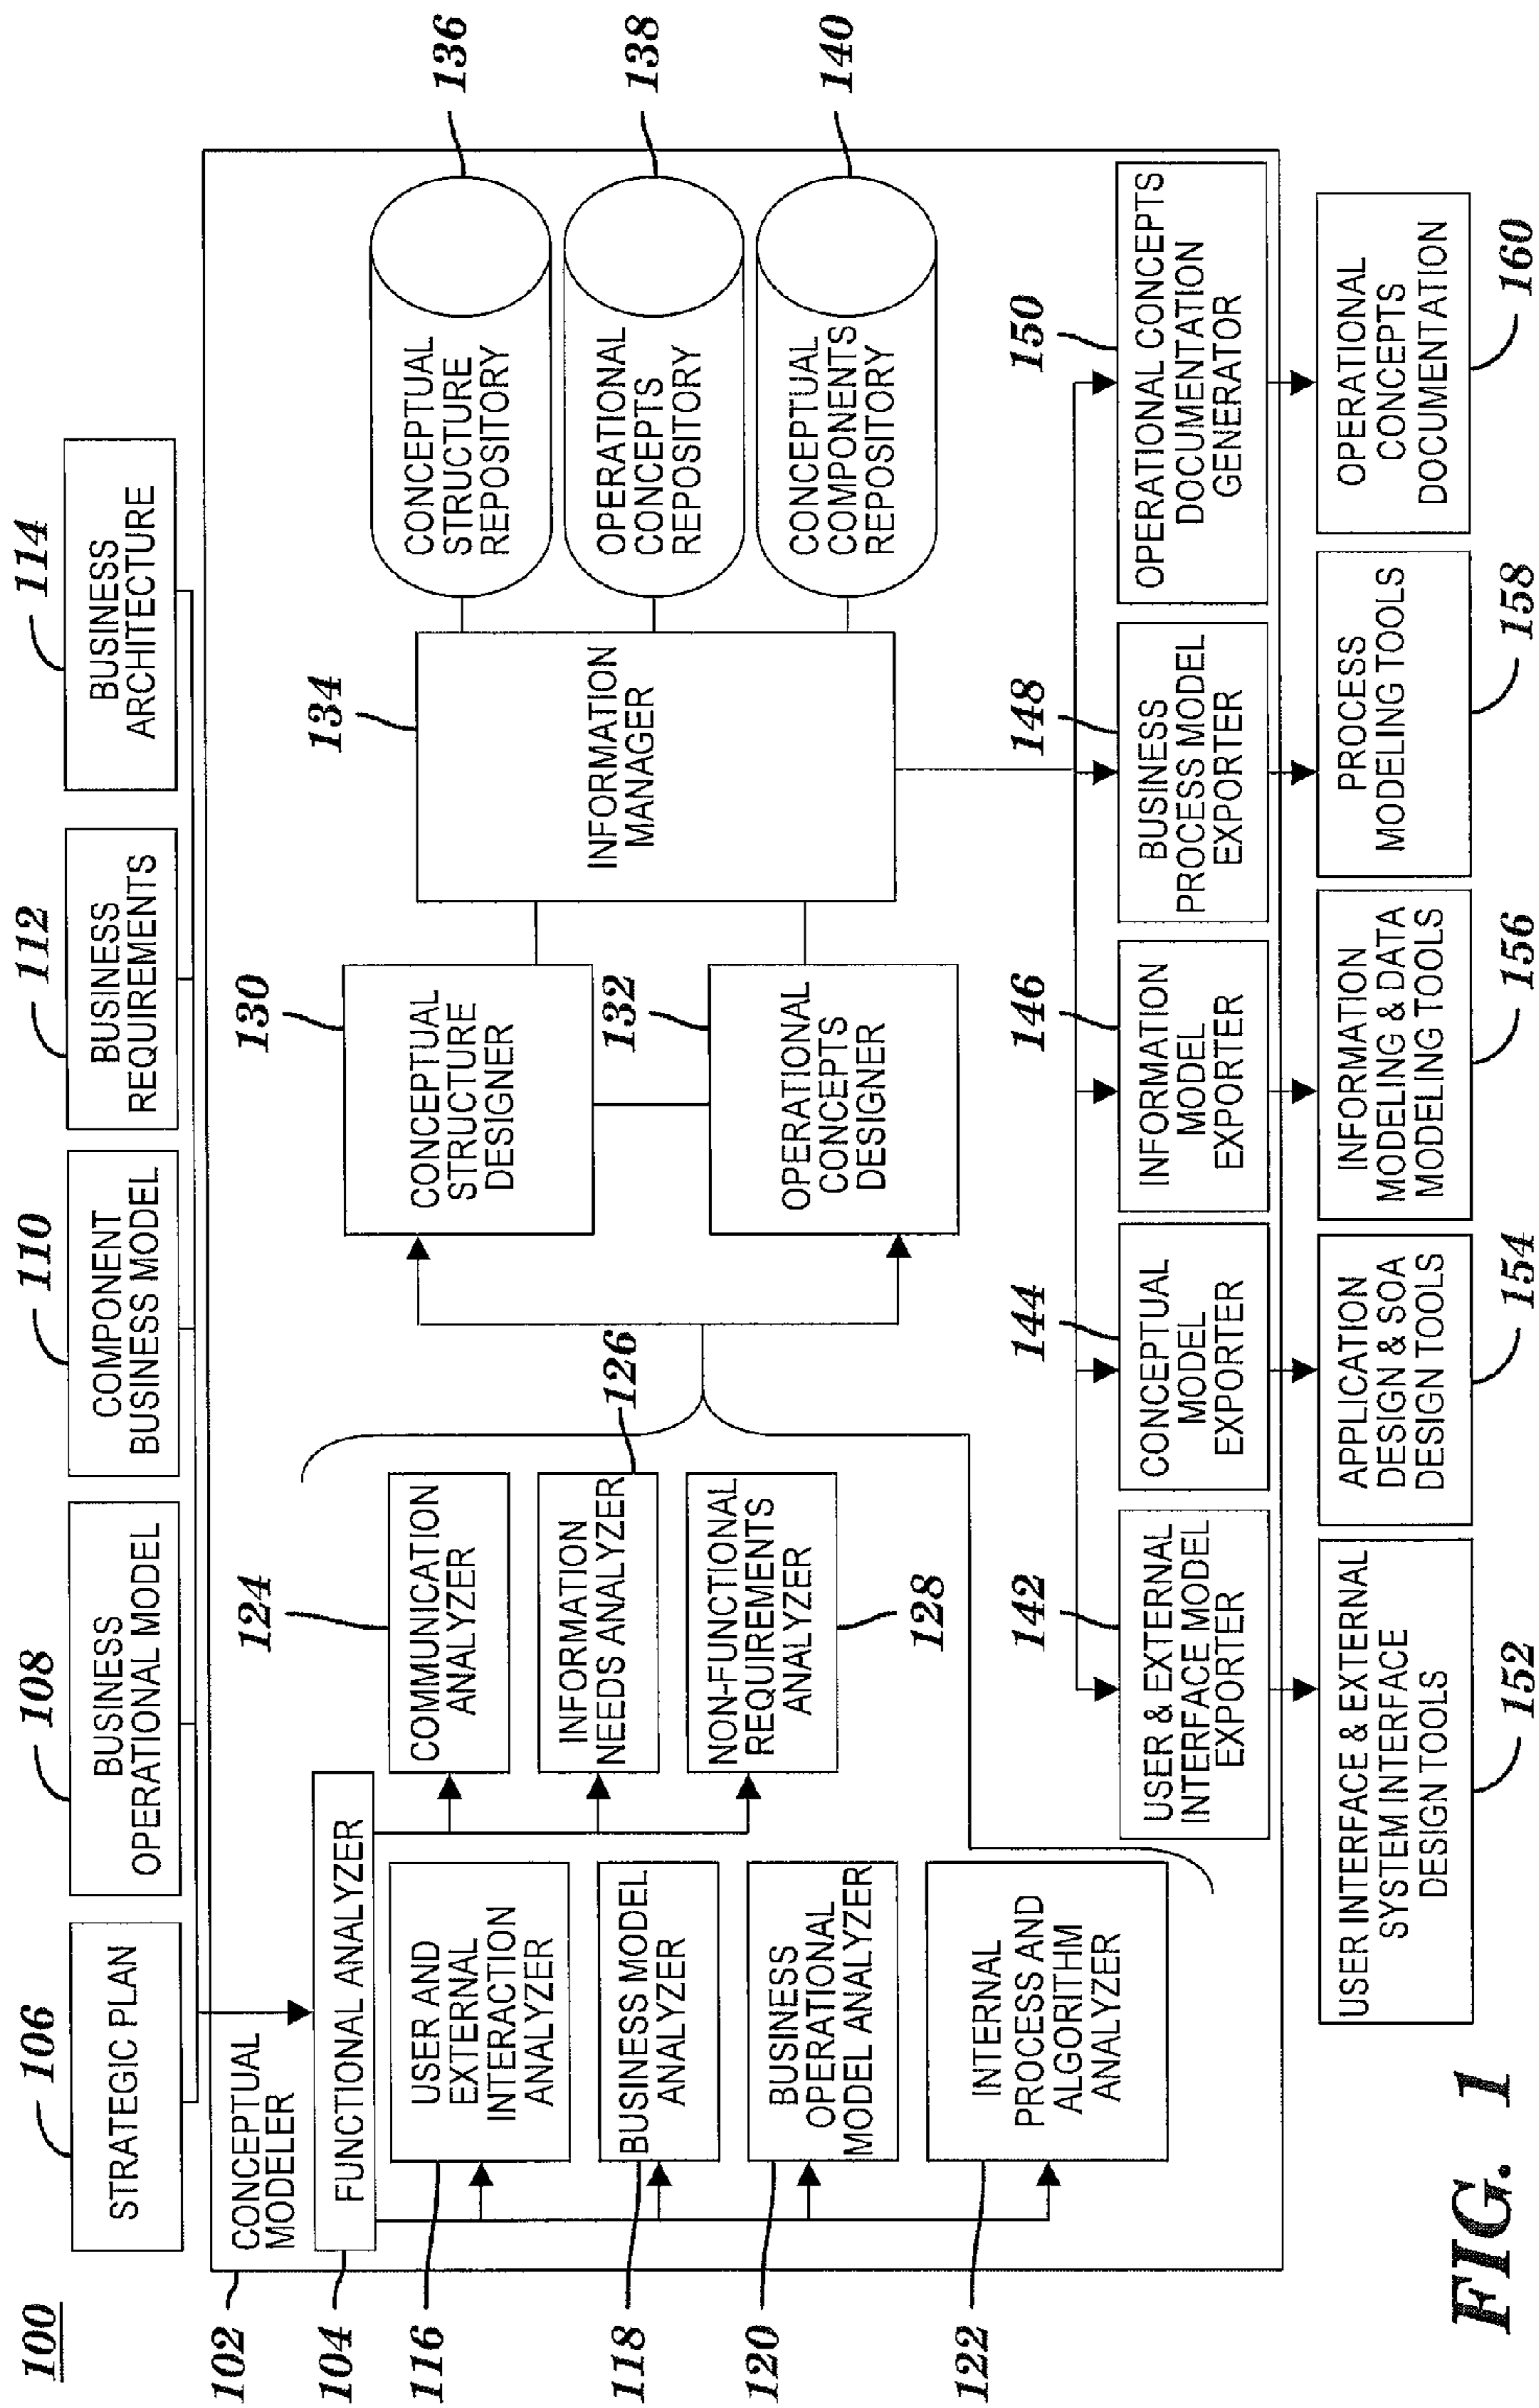 100
106
STRATEGIC PLAN
108
BUSINESS
OPERATIONAL MODEL
110
COMPONENT
BUSINESS MODEL
112
BUSINESS
REQUIREMENTS
114
BUSINESS
ARCHITECTURE
102
CONCEPTUAL
MODELER
104
FUNCTIONAL ANALYZER
116
USER AND
EXTERNAL
INTERACTION
ANALYZER
118
BUSINESS MODEL
ANALYZER
120
BUSINESS
OPERATIONAL
MODEL ANALYZER
122
INTERNAL
PROCESS AND
ALGORITHM
ANALYZER
124
COMMUNICATION
ANALYZER
126
INFORMATION
NEEDS ANALYZER
128
NON-FUNCTIONAL
REQUIREMENTS
ANALYZER
130
CONCEPTUAL
STRUCTURE
DESIGNER
132
OPERATIONAL
CONCEPTS
DESIGNER
134
INFORMATION
MANAGER
136
CONCEPTUAL
STRUCTURE
REPOSITORY
138
OPERATIONAL
CONCEPTS
REPOSITORY
140
CONCEPTUAL
COMPONENTS
REPOSITORY
142
USER & EXTERNAL
INTERFACE MODEL
EXPORTER
144
CONCEPTUAL
MODEL
EXPORTER
146
INFORMATION
MODEL
EXPORTER
148
BUSINESS
PROCESS MODEL
EXPORTER
150
OPERATIONAL CONCEPTS
DOCUMENTATION
GENERATOR
USER INTERFACE & EXTERNAL
SYSTEM INTERFACE
DESIGN TOOLS
152
APPLICATION
DESIGN & SOA
DESIGN TOOLS
154
INFORMATION
MODELING & DATA
MODELING TOOLS
156
PROCESS
MODELING TOOLS
158
OPERATIONAL
CONCEPTS
DOCUMENTATION
160
FIG. 1